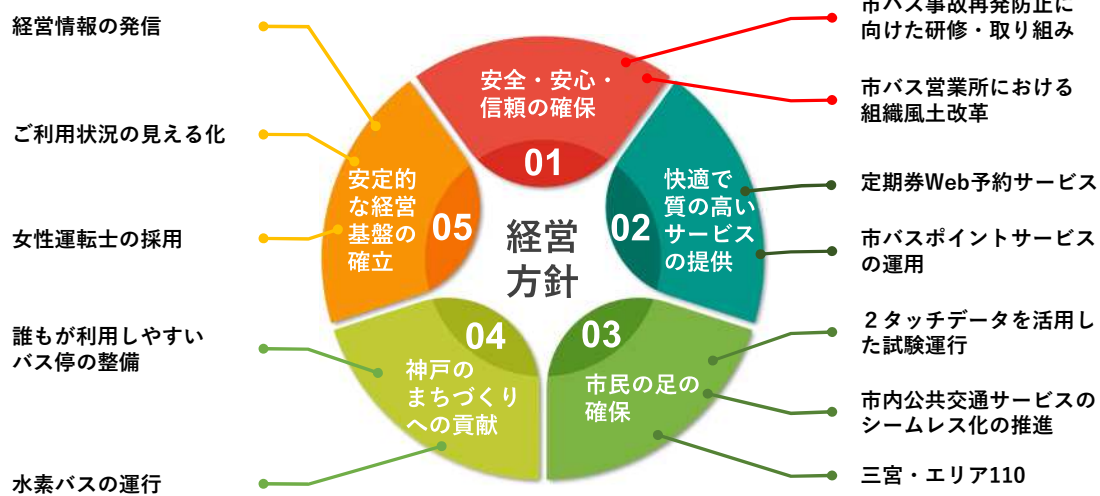 経営情報の発信
ご利用状況の見える化
女性運転士の採用
誰もが利用しやすい
バス停の整備
水素バスの運行
安全・安心・
信頼の確保
01
快適で
質の高い
サービス
の提供
02
03
市民の足の
確保
04
神戸の
まちづくり
への貢献
安定的
な経営
基盤の
確立
05
経営
方針
市バス事故再発防止に
向けた研修・取り組み
市バス営業所における
組織風土改革
定期券Web予約サービス
市バスポイントサービス
の運用
２タッチデータを活用し
た試験運行
市内公共交通サービスの
シームレス化の推進
三宮・エリア110